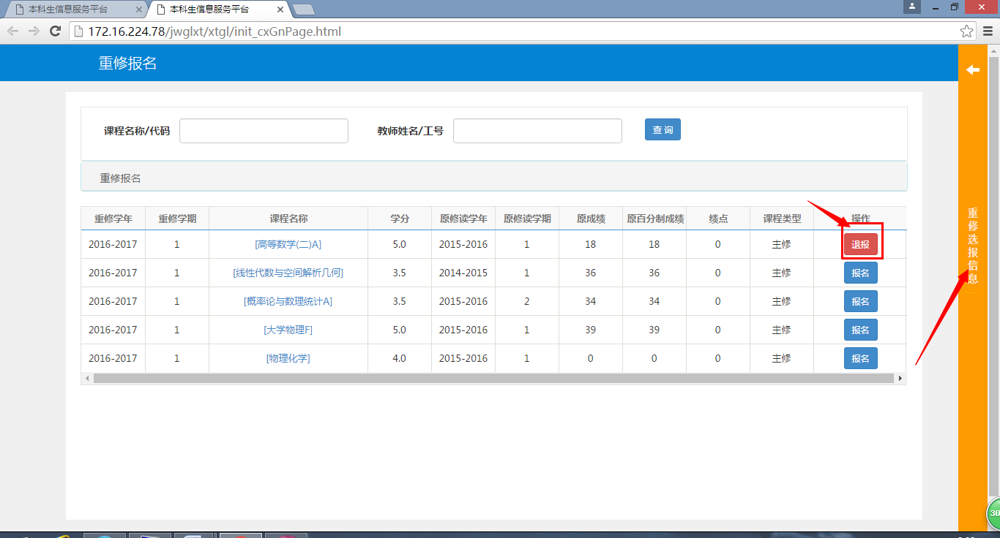 本科生信息服务平台 本科生信息服务平台
172.16.224.78/jwglxt/xtgl/init_cxGnPage.html
重修报名
课程名称/代码 教师姓名/工号 查 询
重修报名
重修学年 重修学期 课程名称 学分 原修读学年 原修读学期 原成绩 原百分制成绩 绩点 课程类型 操作
2016-2017 1 [高等数学(二)A] 5.0 2015-2016 1 18 18 0 主修 退报
2016-2017 1 [线性代数与空间解析几何] 3.5 2014-2015 1 36 36 0 主修 报名
2016-2017 1 [概率论与数理统计A] 3.5 2015-2016 2 34 34 0 主修 报名
2016-2017 1 [大学物理F] 5.0 2015-2016 1 39 39 0 主修 报名
2016-2017 1 [物理化学] 4.0 2015-2016 1 0 0 0 主修 报名
重修选报信息
30